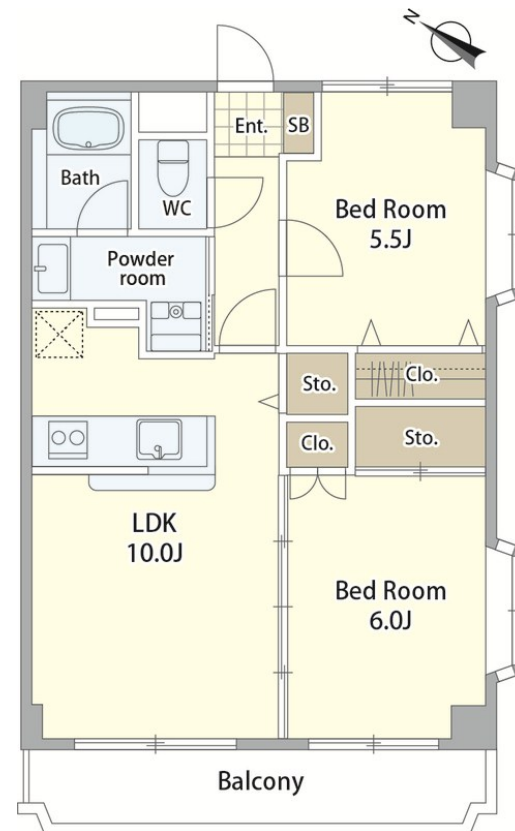 N
Ent.
SB
Bath
WC
Bed Room
5.5J
Powder
room
Sto.
Clo.
Clo.
Sto.
LDK
10.0J
Bed Room
6.0J
Balcony